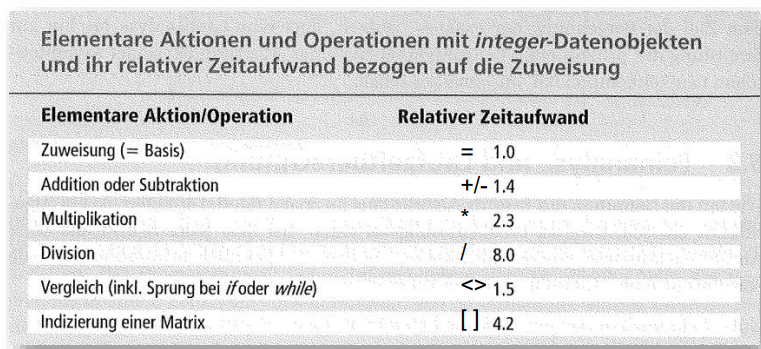 Elementare Aktionen und Operationen mit integer-Datenobjekten
und ihr relativer Zeitaufwand bezogen auf die Zuweisung
Elementare Aktion/Operation Relativer Zeitaufwand
Zuweisung (= Basis) = 1.0
Addition oder Subtraktion +/- 1.4
Multiplikation * 2.3
Division / 8.0
Vergleich (inkl. Sprung bei if oder while) <> 1.5
Indizierung einer Matrix [ ] 4.2